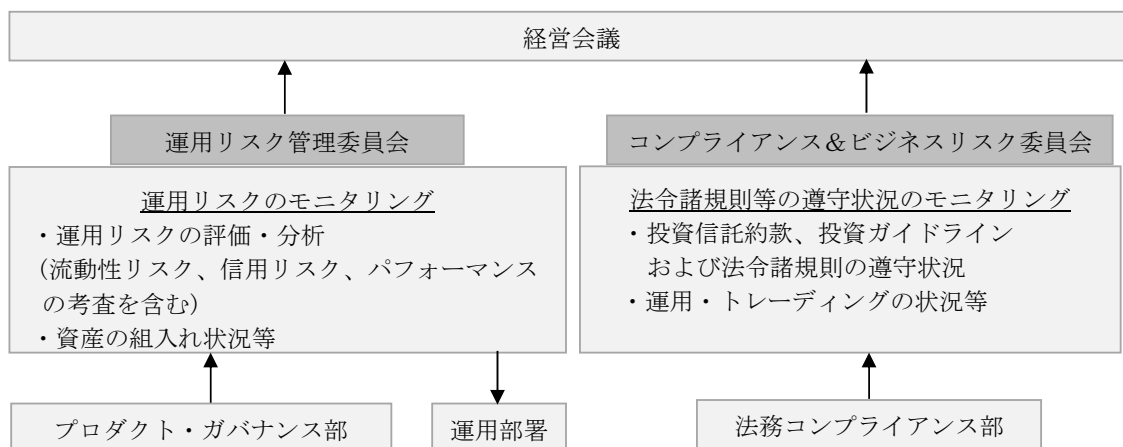 経営会議
運用リスク管理委員会
運用リスクのモニタリング
・運用リスクの評価・分析
(流動性リスク、信用リスク、パフォーマンス
の考査を含む)
・資産の組入れ状況等
プロダクト・ガバナンス部
運用部署
コンプライアンス&ビジネスリスク委員会
法令諸規則等の遵守状況のモニタリング
・投資信託約款、投資ガイドライン
および法令諸規則の遵守状況
・運用・トレーディングの状況等
法務コンプライアンス部